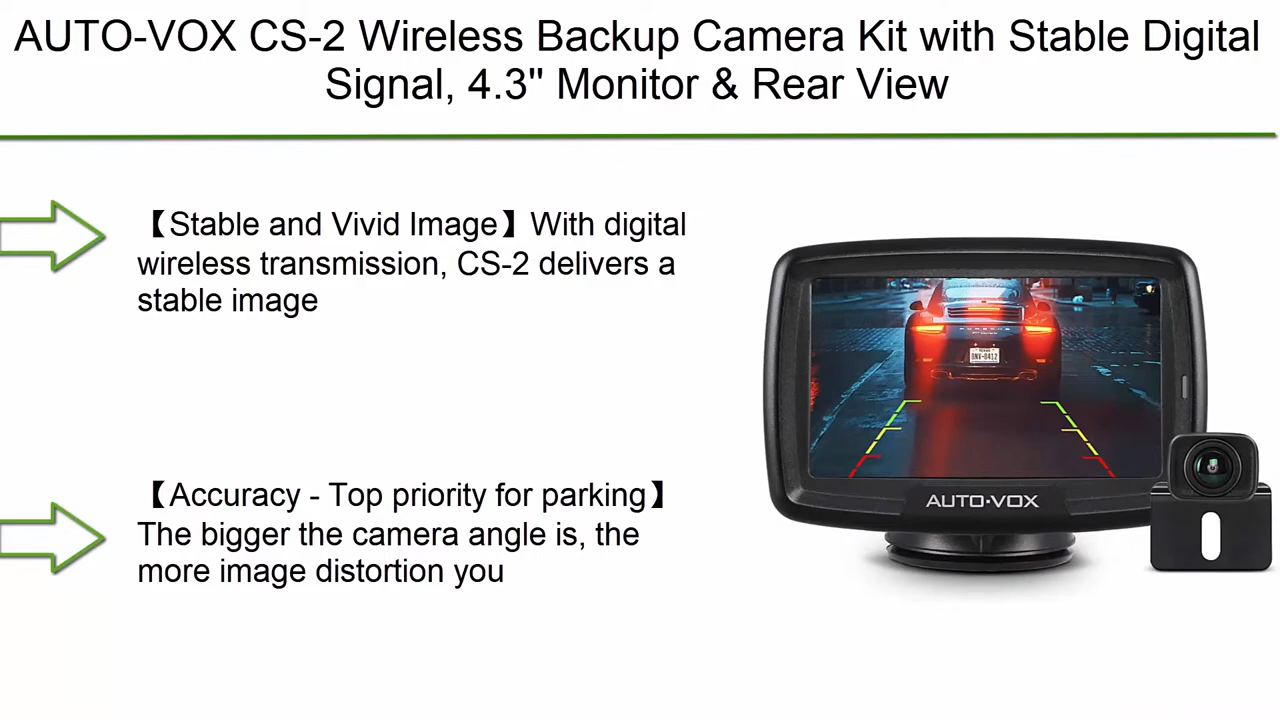 AUTO-VOX CS-2 Wireless Backup Camera Kit with Stable Digital
Signal, 4.3'' Monitor & Rear View
【Stable and Vivid Image】With digital
wireless transmission, CS-2 delivers a
stable image
【Accuracy - Top priority for parking】
The bigger the camera angle is, the
more image distortion you
PORSCHE
AUTO·VOX